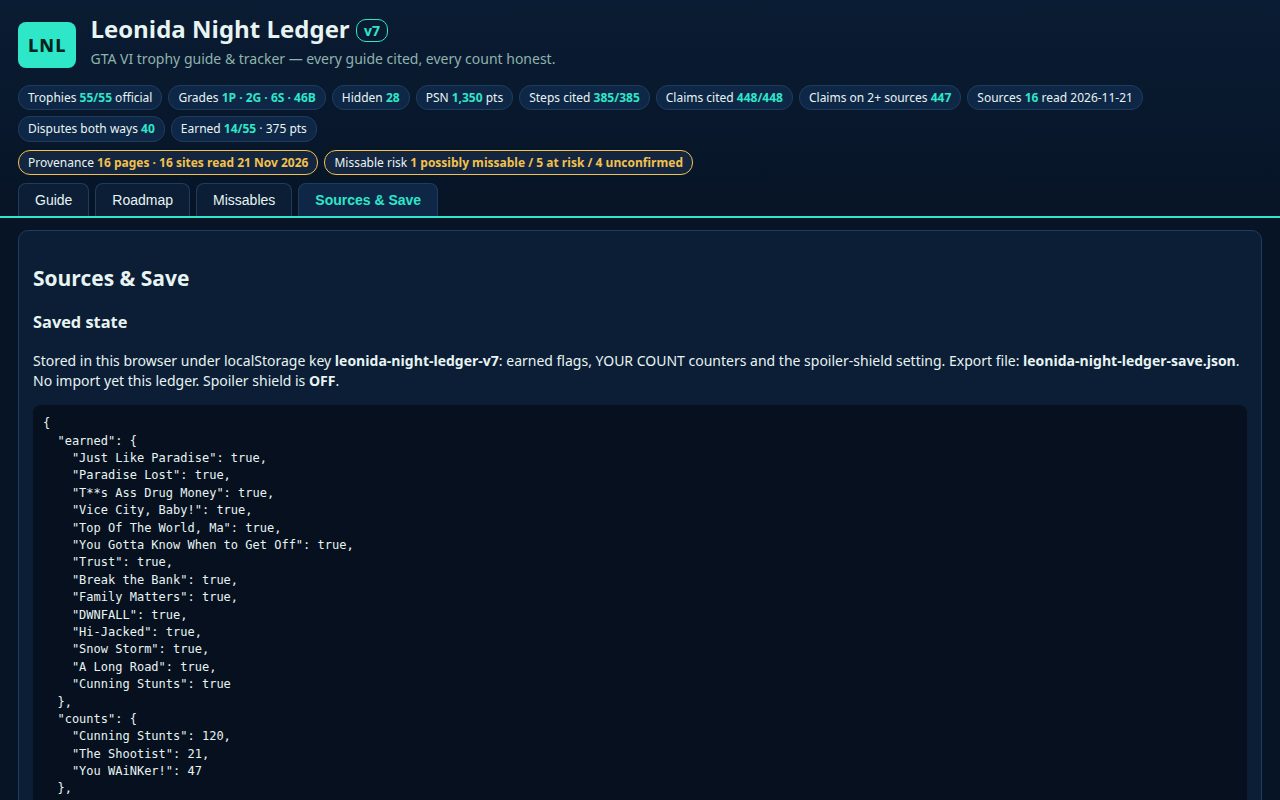 LNL
Leonida Night Ledger v7
GTA VI trophy guide & tracker — every guide cited, every count honest.
Trophies 55/55 official
Grades 1P · 2G · 6S · 46B
Hidden 28
PSN 1,350 pts
Steps cited 385/385
Claims cited 448/448
Claims on 2+ sources 447
Sources 16 read 2026-11-21
Disputes both ways 40
Earned 14/55 · 375 pts
Provenance 16 pages · 16 sites read 21 Nov 2026
Missable risk 1 possibly missable / 5 at risk / 4 unconfirmed
Guide
Roadmap
Missables
Sources & Save
Sources & Save
Saved state
Stored in this browser under localStorage key leonida-night-ledger-v7: earned flags, YOUR COUNT counters and the spoiler-shield setting. Export file: leonida-night-ledger-save.json.
No import yet this ledger. Spoiler shield is OFF.
{
  "earned": {
    "Just Like Paradise": true,
    "Paradise Lost": true,
    "T**s Ass Drug Money": true,
    "Vice City, Baby!": true,
    "Top Of The World, Ma": true,
    "You Gotta Know When to Get Off": true,
    "Trust": true,
    "Break the Bank": true,
    "Family Matters": true,
    "DWNFALL": true,
    "Hi-Jacked": true,
    "Snow Storm": true,
    "A Long Road": true,
    "Cunning Stunts": true
  },
  "counts": {
    "Cunning Stunts": 120,
    "The Shootist": 21,
    "You WAiNKer!": 47
  },